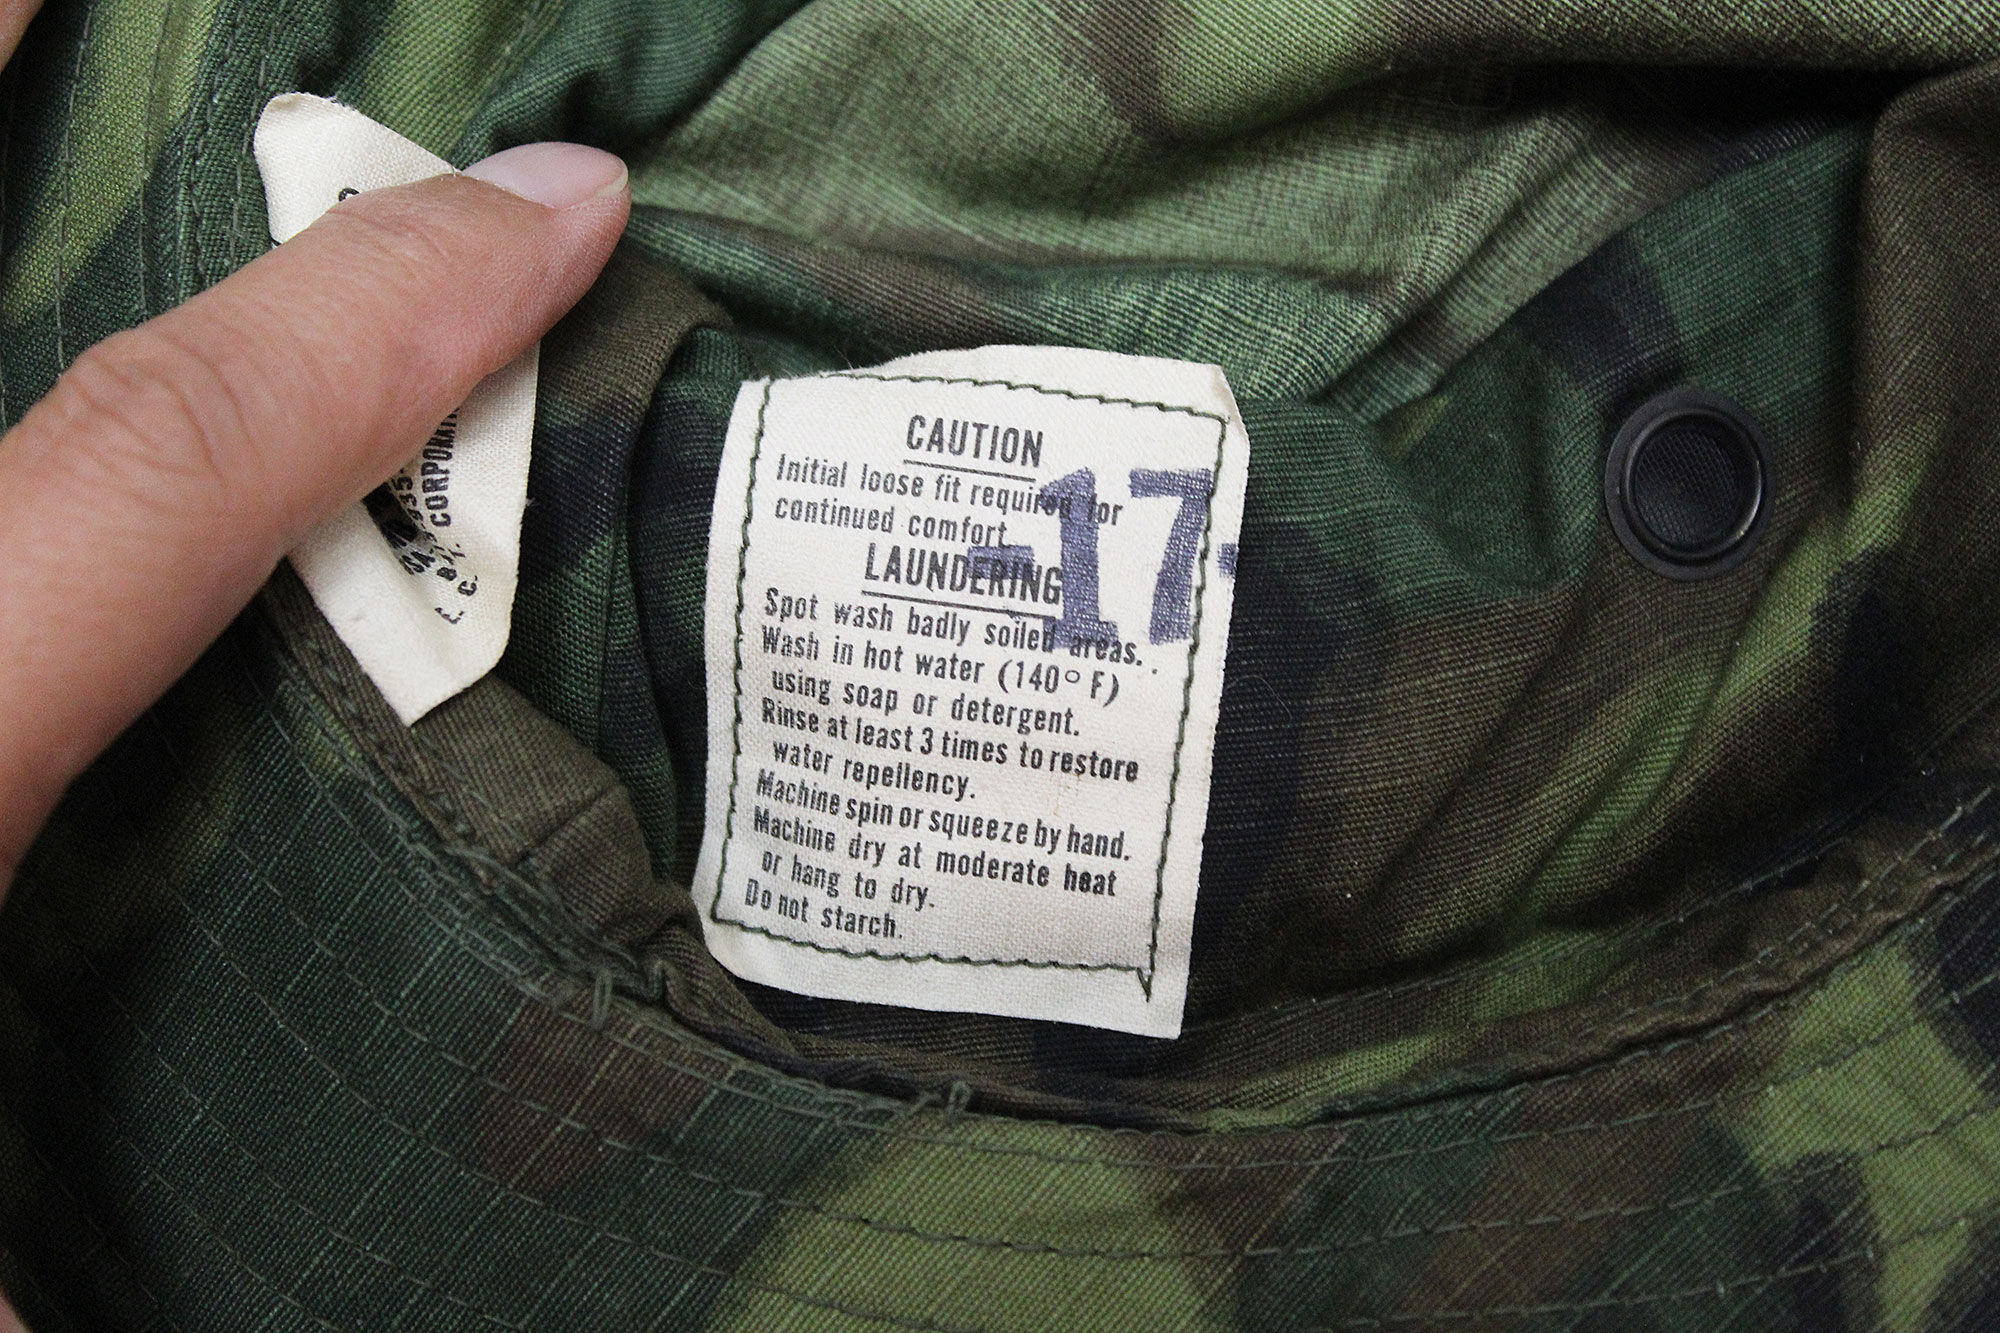 CORPORATI
CAUTION
Initial loose fit required for
continued comfort.
-17-
LAUNDERING
Spot wash badly soiled areas.
Wash in hot water (140° F)
using soap or detergent.
Rinse at least 3 times to restore
water repellency.
Machine spin or squeeze by hand.
Machine dry at moderate heat
or hang to dry.
Do not starch.